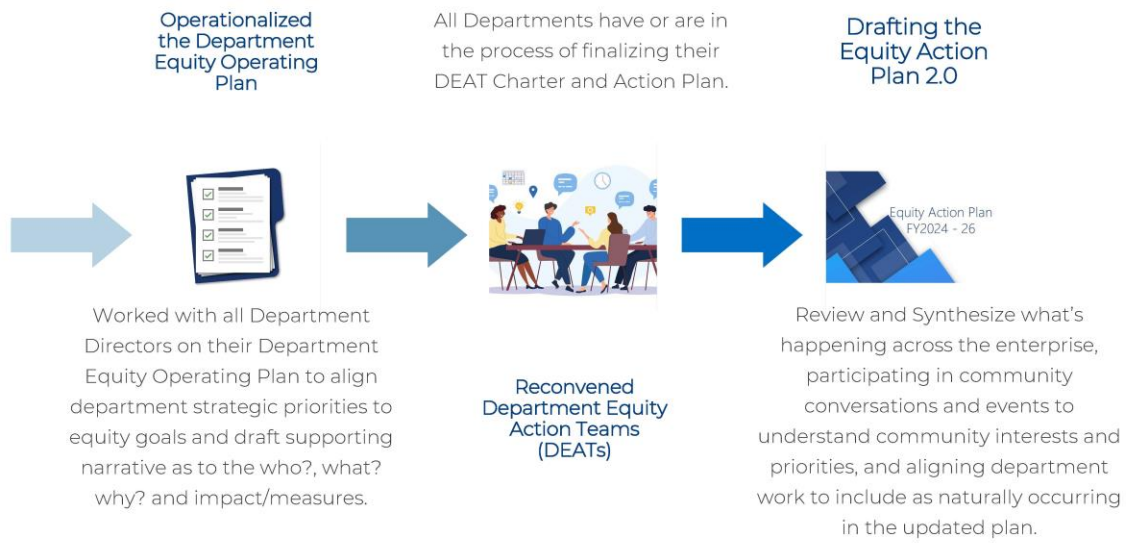 Operationalized
the Department
Equity Operating
Plan
Worked with all Department
Directors on their Department
Equity Operating Plan to align
department strategic priorities to
equity goals and draft supporting
narrative as to the who?, what?
why? and impact/measures.
All Departments have or are in
the process of finalizing their
DEAT Charter and Action Plan.
Reconvened
Department Equity
Action Teams
(DEATs)
Drafting the
Equity Action
Plan 2.0
Equity Action Plan
FY2024 - 26
Review and Synthesize what's
happening across the enterprise,
participating in community
conversations and events to
understand community interests and
priorities, and aligning department
work to include as naturally occurring
in the updated plan.